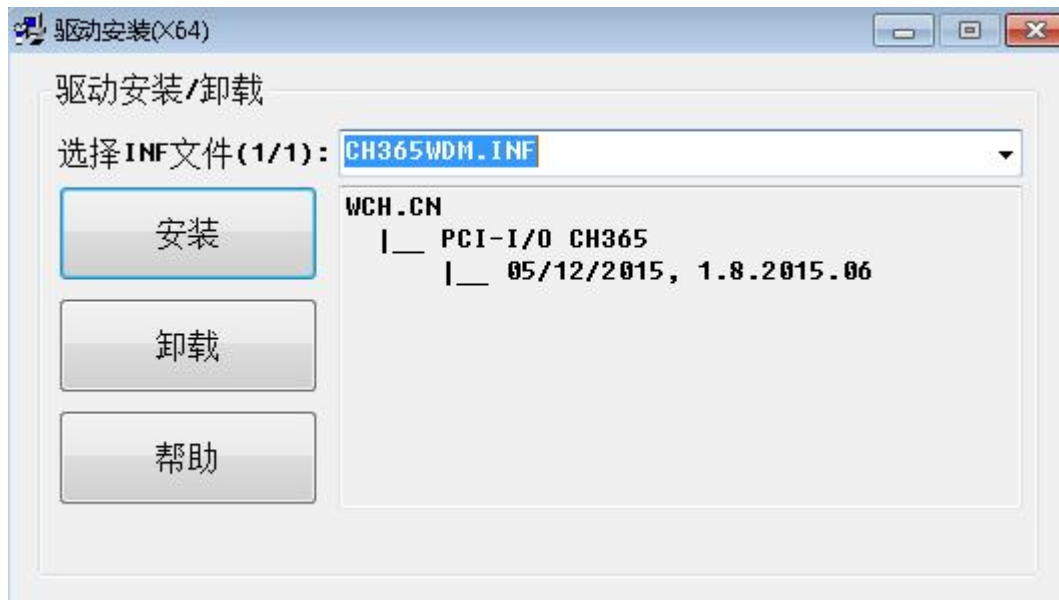 驱动安装(X64)
驱动安装/卸载
选择INF文件(1/1): CH365WDM.INF
安装
卸载
帮助
WCH.CN
|__ PCI-I/O CH365
|__ 05/12/2015, 1.8.2015.06